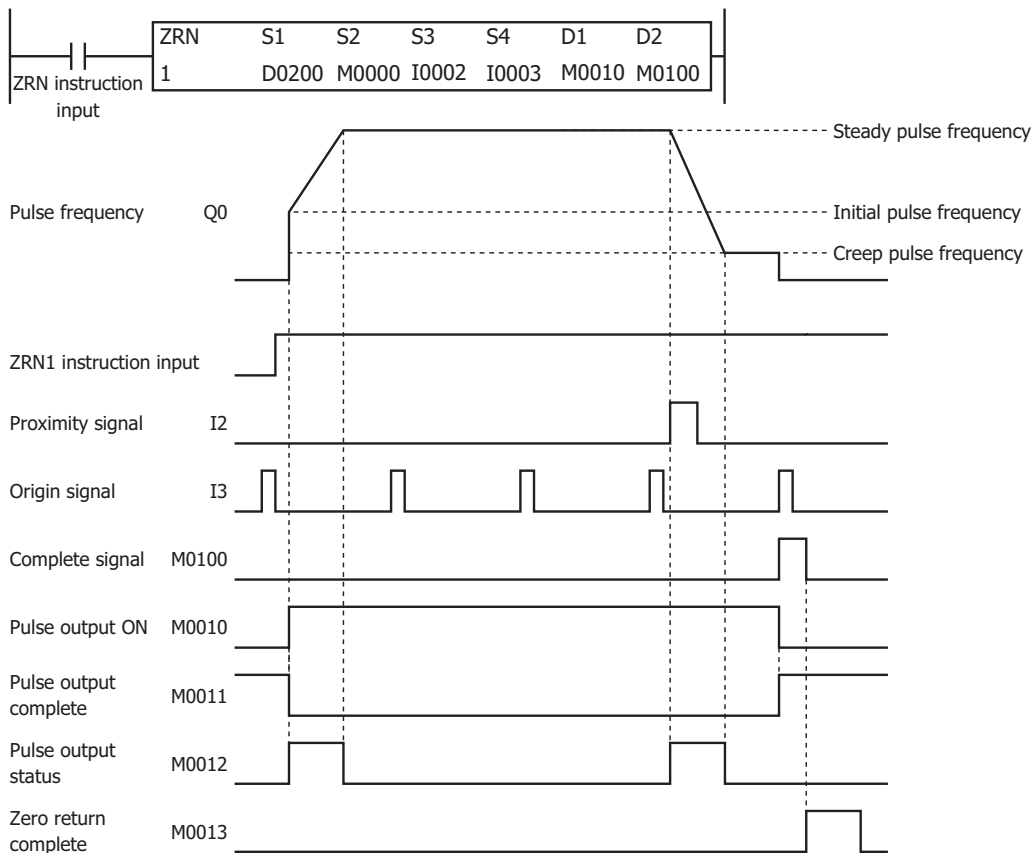 ZRN S1 S2 S3 S4 D1 D2
1 D0200 M0000 I0002 I0003 M0010 M0100
ZRN instruction
input
Steady pulse frequency
Pulse frequency Q0
Initial pulse frequency
Creep pulse frequency
ZRN1 instruction input
Proximity signal I2
Origin signal I3
Complete signal M0100
Pulse output ON M0010
Pulse output
complete M0011
Pulse output
status M0012
Zero return
complete M0013